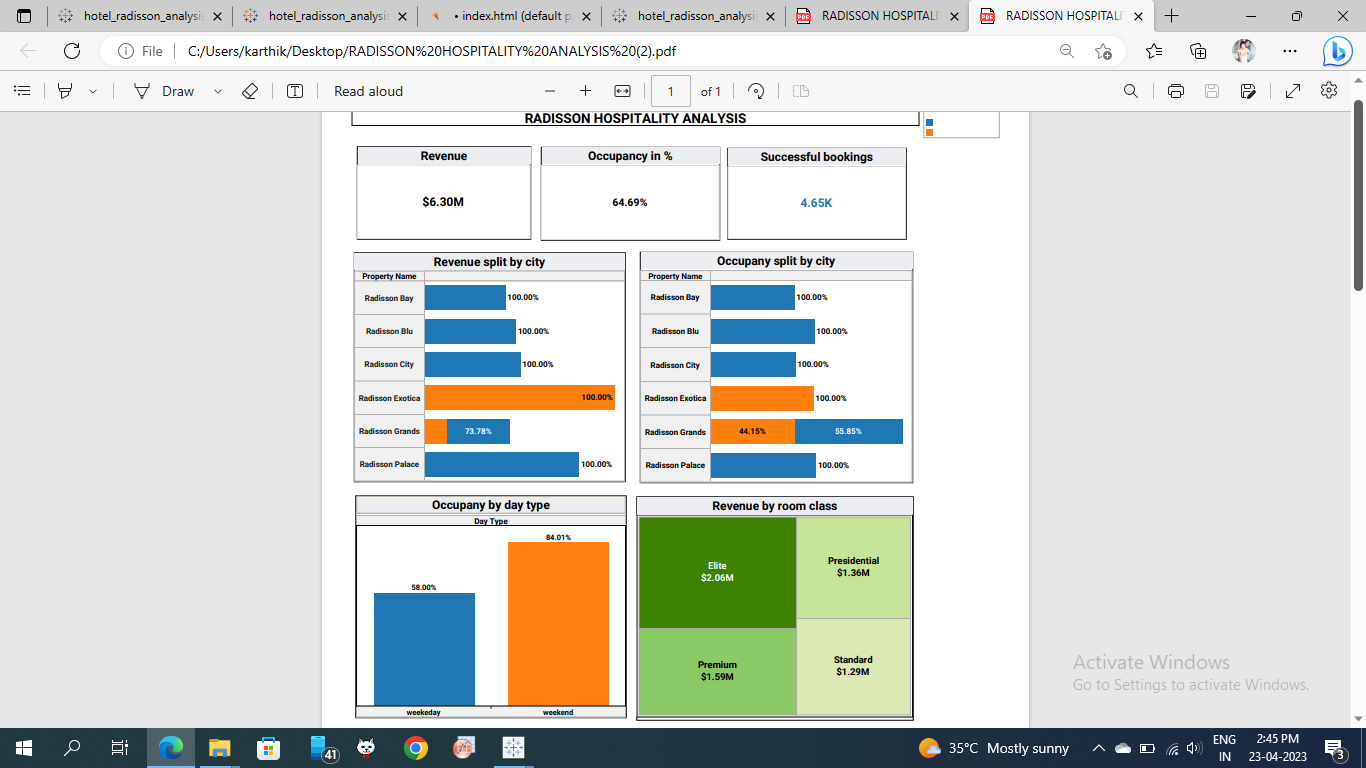 hotel_radisson_analysis
hotel_radisson_analysis
• index.html (default p
hotel_radisson_analysis
RADISSON HOSPITALI
RADISSON HOSPITALI
File
C:/Users/karthik/Desktop/RADISSON%20HOSPITALITY%20ANALYSIS%20(2).pdf
Draw
Read aloud
1
of 1
RADISSON HOSPITALITY ANALYSIS
Revenue
$6.30M
Occupancy in %
64.69%
Successful bookings
4.65K
Revenue split by city
Property Name
Radisson Bay 100.00%
Radisson Blu 100.00%
Radisson City 100.00%
Radisson Exotica 100.00%
Radisson Grands 73.78%
Radisson Palace 100.00%
Occupany split by city
Property Name
Radisson Bay 100.00%
Radisson Blu 100.00%
Radisson City 100.00%
Radisson Exotica 100.00%
Radisson Grands 44.15% 55.85%
Radisson Palace 100.00%
Occupany by day type
Day Type
84.01%
58.00%
weekeday weekend
Revenue by room class
Elite
$2.06M
Presidential
$1.36M
Premium
$1.59M
Standard
$1.29M
Activate Windows
Go to Settings to activate Windows.
41
35°C Mostly sunny
ENG
IN
2:45 PM
23-04-2023
3